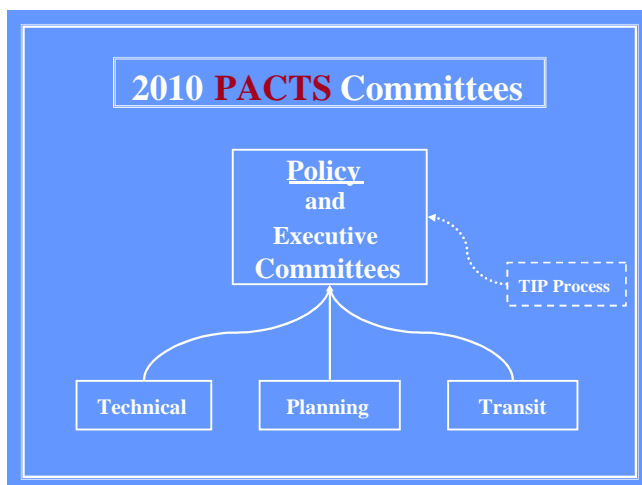 2010 PACTS Committees
Policy
and
Executive
Committees
TIP Process
Technical
Planning
Transit